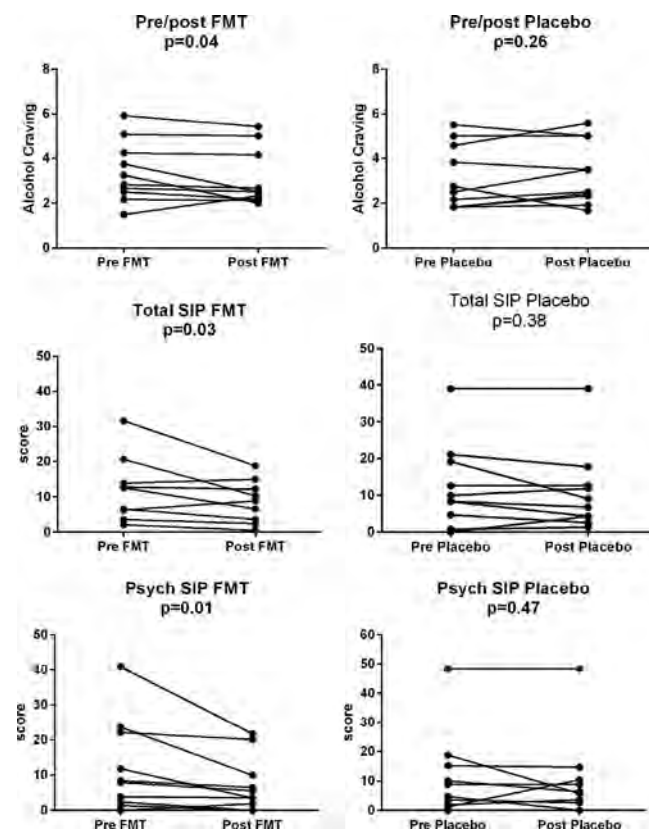 Pre/post FMT
p=0.04
Pre/post Placebo
p=0.26
Alcohol Craving
8
6
4
2
0
Pre FMT
Post FMT
Alcohol Craving
8
6
4
2
0
Pre Placebo
Post Placebo
Total SIP FMT
p=0.03
Total SIP Placebo
p=0.38
score
50
40
30
20
10
0
Pre FMT
Post FMT
score
50
40
30
20
10
0
Pre Placebo
Post Placebo
Psych SIP FMT
p=0.01
Psych SIP Placebo
p=0.47
score
50
40
30
20
10
0
Pre FMT
Post FMT
score
60
50
40
30
20
10
0
Pre Placebo
Post Placebo